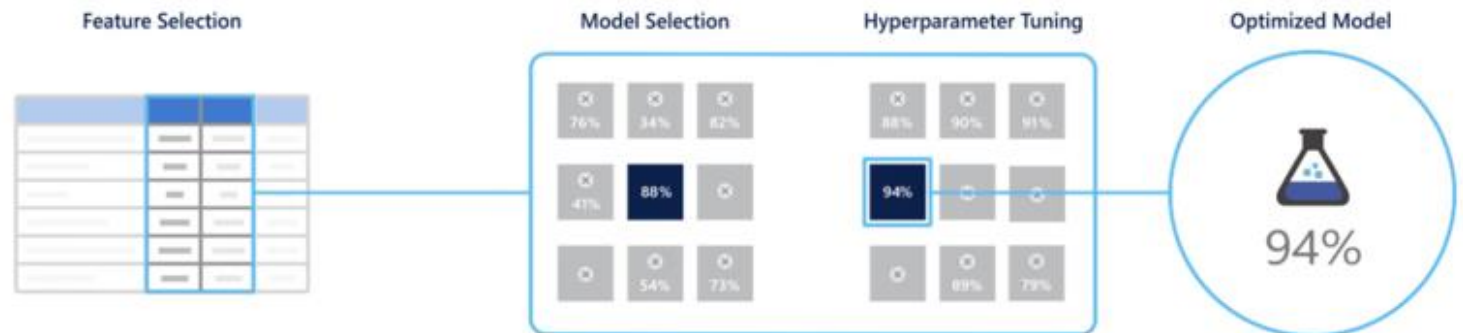 Feature Selection
Model Selection
Hyperparameter Tuning
Optimized Model
76% 34% 82%
41% 88%
54% 73%
88% 90% 91%
94%
89% 79%
94%